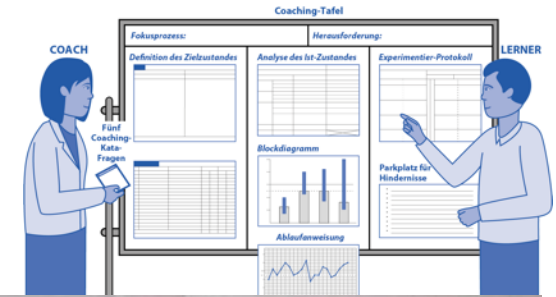 Coaching-Tafel
Fokusprozess:
Herausforderung:
COACH
LERNER
Definition des Zielzustandes
Analyse des Ist-Zustandes
Experimentier-Protokoll
Fünf
Coaching-
Kata-
Fragen
Blockdiagramm
Parkplatz für
Hindernisse
Ablaufanweisung